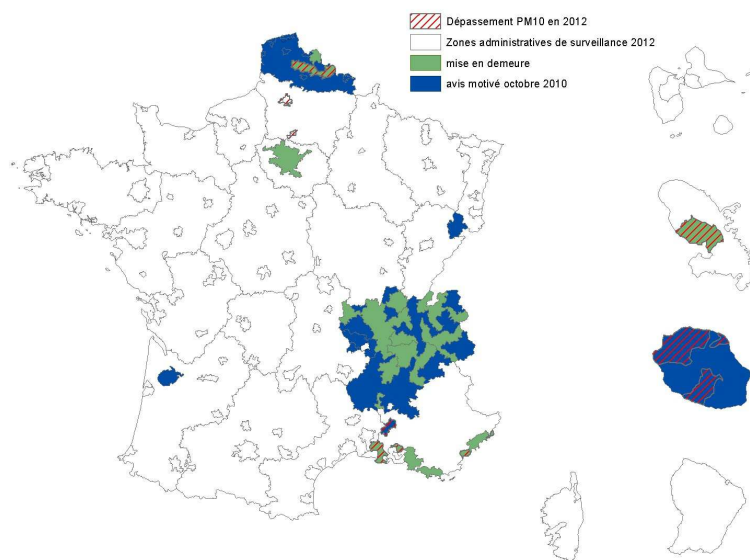 Dépassement PM10 en 2012
Zones administratives de surveillance 2012
mise en demeure
avis motivé octobre 2010